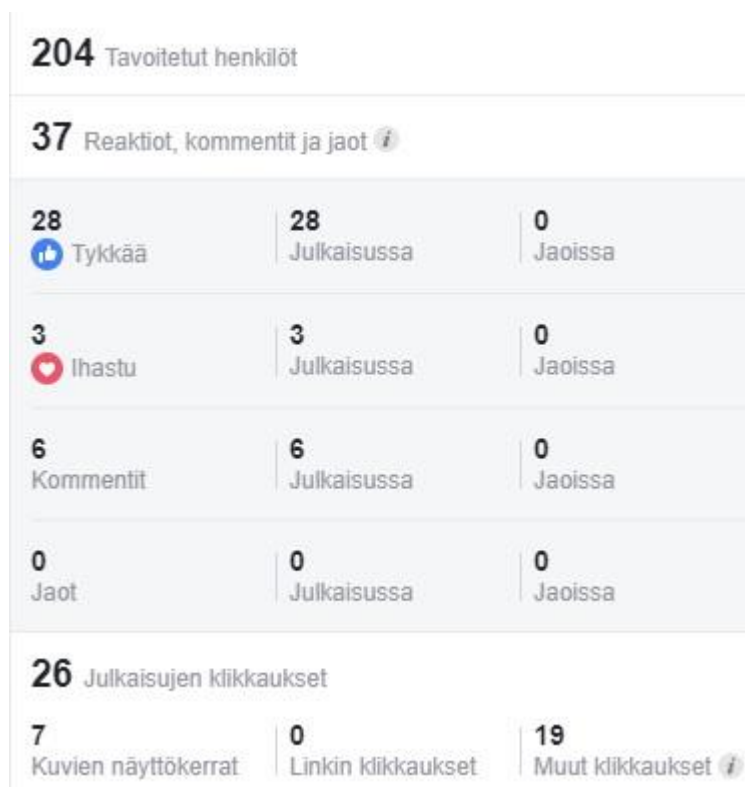 204 Tavoitetut henkilöt
37 Reaktiot, kommentit ja jaot i
28 28 0
Tykkää Julkaisussa Jaoissa
3 3 0
Ihastu Julkaisussa Jaoissa
6 6 0
Kommentit Julkaisussa Jaoissa
0 0 0
Jaot Julkaisussa Jaoissa
26 Julkaisujen klikkaukset
7 0 19
Kuvien näyttökerrat Linkin klikkaukset Muut klikkaukset i